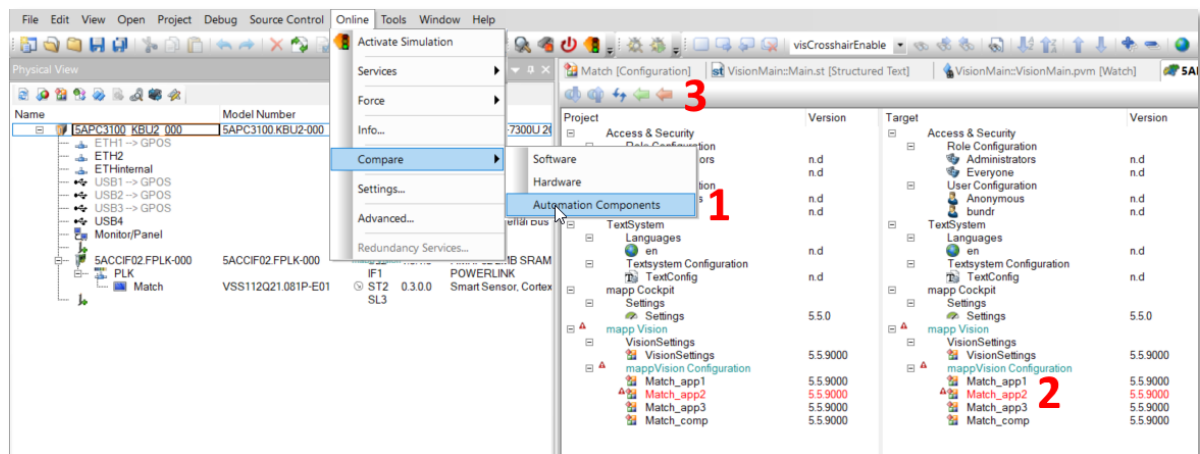 File Edit View Open Project Debug Source Control Online Tools Window Help
Activate Simulation
Services
Force
Info...
Compare
Settings...
Advanced...
Redundancy Services...
Software
Hardware
Automation Components
1
visCrosshairEnable
Physical View
Name Model Number
5APC3100_KBU2_000 5APC3100.KBU2-000 -7300U
ETH1 --> GPOS
ETH2
ETHinternal
USB1 --> GPOS
USB2 --> GPOS
USB3 --> GPOS
USB4
Monitor/Panel
5ACCIF02.FPLK-000 5ACCIF02.FPLK-000 SRAM
PLK IF1 POWERLINK
Match VSS112Q21.081P-E01 ST2 0.3.0.0 Smart Sensor, Cortex
SL3
Match [Configuration] VisionMain::Main.st [Structured Text] VisionMain::VisionMain.pvm [Watch] 5A
3
Project Version Target Version
Access & Security Access & Security
Role Configuration Role Configuration
ors n.d Administrators n.d
n.d Everyone n.d
tion User Configuration
s n.d Anonymous n.d
n.d bundr n.d
TextSystem TextSystem
Languages Languages
en n.d en n.d
Textsystem Configuration Textsystem Configuration
TextConfig n.d TextConfig n.d
mapp Cockpit mapp Cockpit
Settings Settings
Settings 5.5.0 Settings 5.5.0
mapp Vision mapp Vision
VisionSettings VisionSettings
VisionSettings 5.5.9000 VisionSettings 5.5.9000
mappVision Configuration mappVision Configuration
Match_app1 5.5.9000 Match_app1 5.5.9000
Match_app2 5.5.9000 Match_app2 2 5.5.9000
Match_app3 5.5.9000 Match_app3 5.5.9000
Match_comp 5.5.9000 Match_comp 5.5.9000